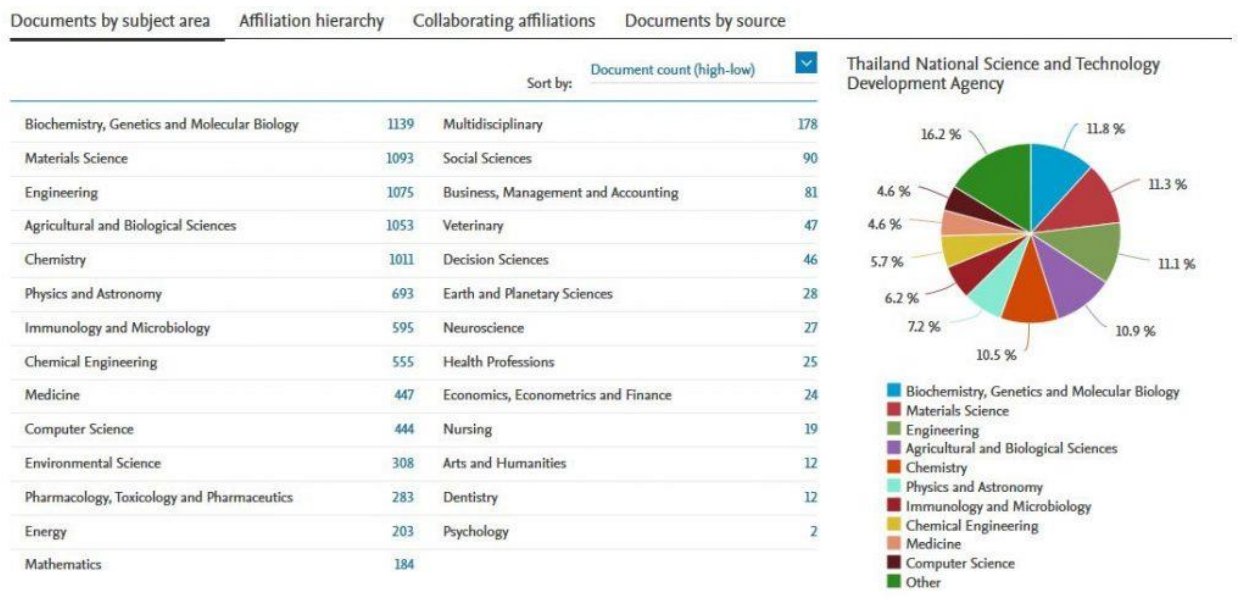 Documents by subject area Affiliation hierarchy Collaborating affiliations Documents by source
Sort by: Document count (high-low)
Biochemistry, Genetics and Molecular Biology 1139
Materials Science 1093
Engineering 1075
Agricultural and Biological Sciences 1053
Chemistry 1011
Physics and Astronomy 693
Immunology and Microbiology 595
Chemical Engineering 555
Medicine 447
Computer Science 444
Environmental Science 308
Pharmacology, Toxicology and Pharmaceutics 283
Energy 203
Mathematics 184
Multidisciplinary 178
Social Sciences 90
Business, Management and Accounting 81
Veterinary 47
Decision Sciences 46
Earth and Planetary Sciences 28
Neuroscience 27
Health Professions 25
Economics, Econometrics and Finance 24
Nursing 19
Arts and Humanities 12
Dentistry 12
Psychology 2
Thailand National Science and Technology
Development Agency
11.8 %
11.3 %
11.1 %
10.9 %
10.5 %
7.2 %
6.2 %
5.7 %
4.6 %
4.6 %
16.2 %
Biochemistry, Genetics and Molecular Biology
Materials Science
Engineering
Agricultural and Biological Sciences
Chemistry
Physics and Astronomy
Immunology and Microbiology
Chemical Engineering
Medicine
Computer Science
Other